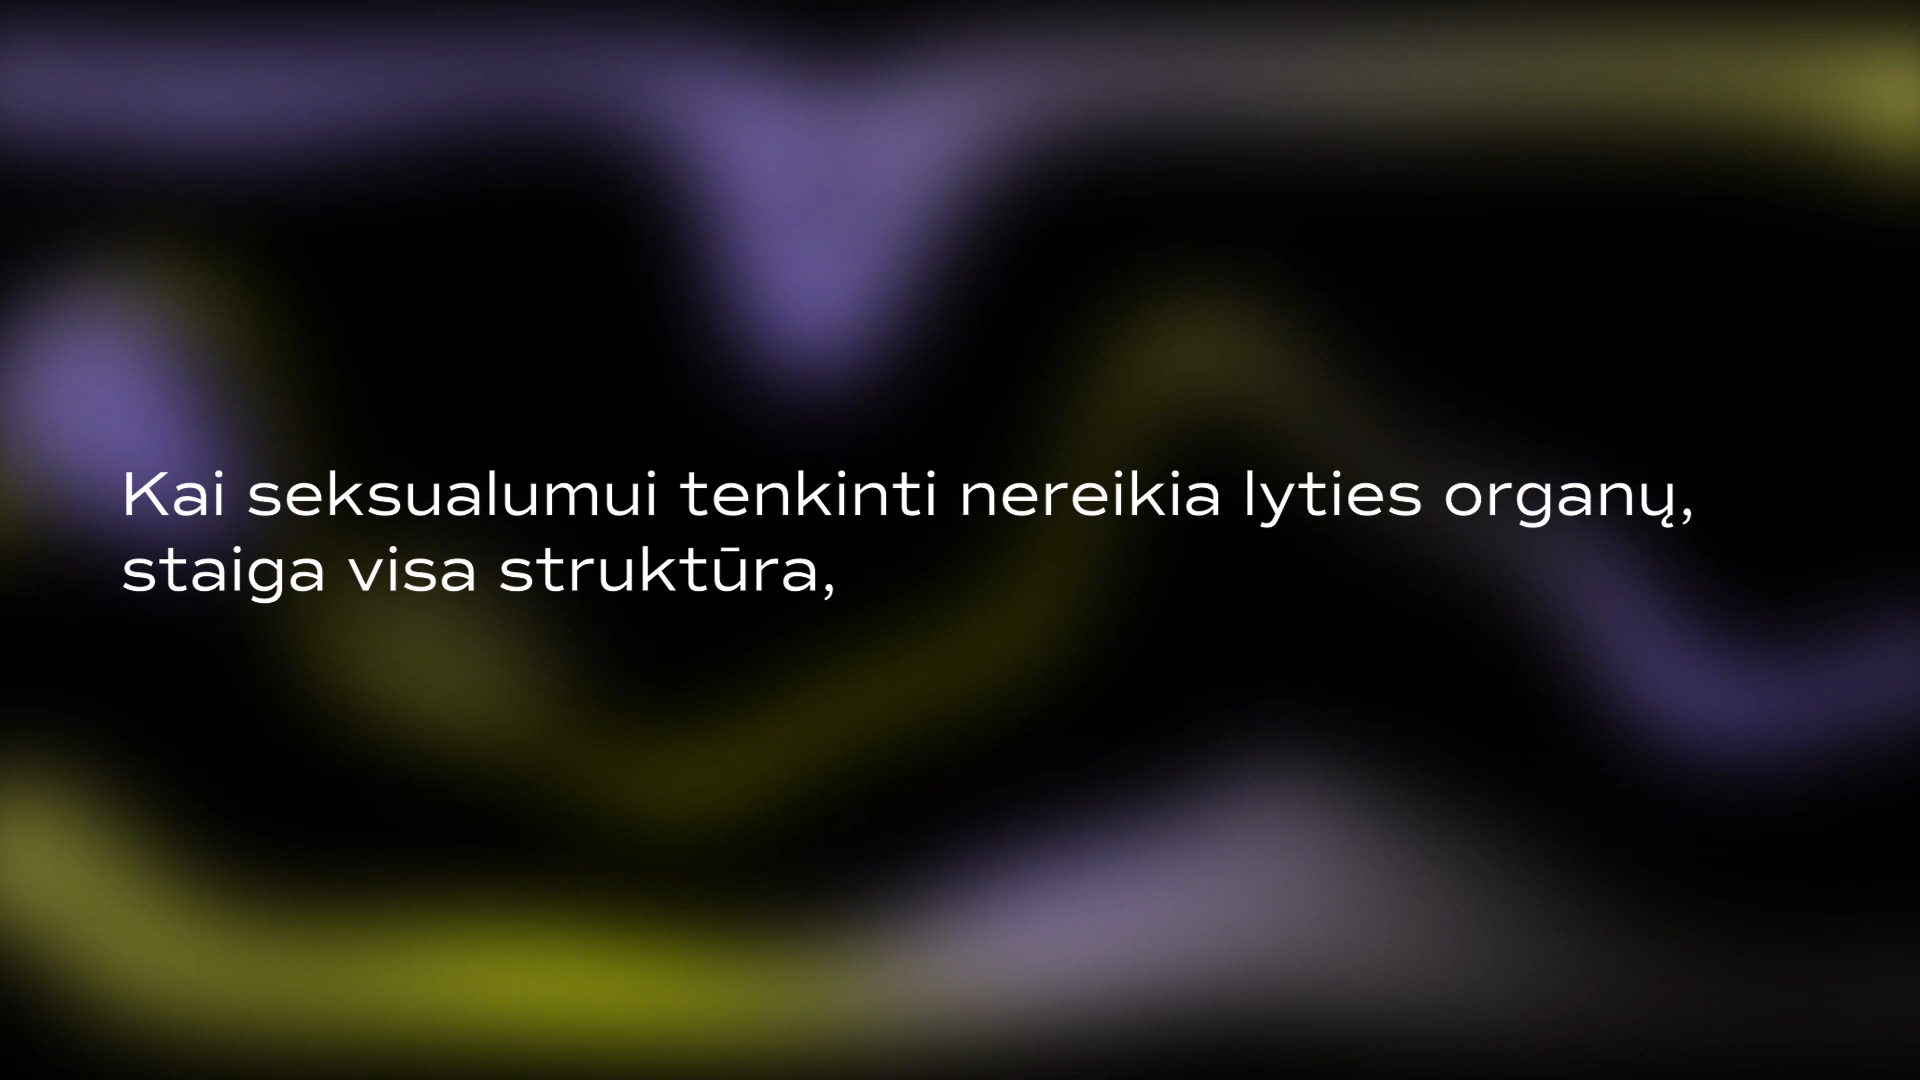 Kai seksualumui tenkinti nereikia lyties organų,
staiga visa struktūra,